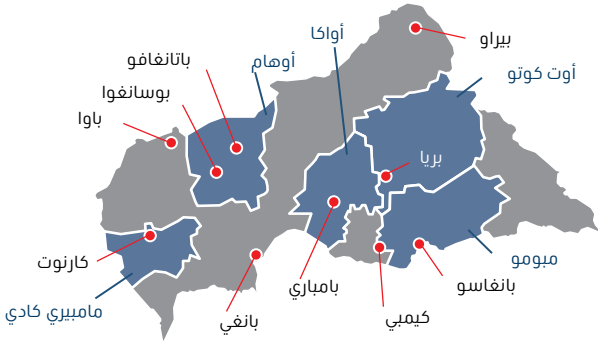 بيراو
أواكا
باتانغافو
أوهام
أوت كوتو
بوسانغوا
باوا
بريا
كارنوت
مبومو
بانغاسو
بامباري
مامبيري كادي
كيمبي
بانغي